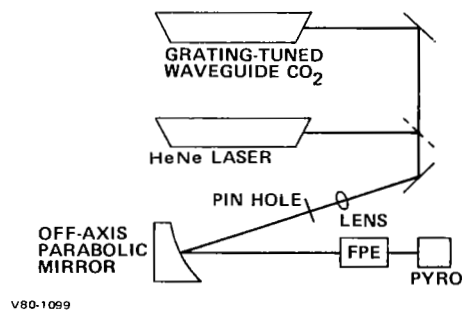 GRATING-TUNED
WAVEGUIDE CO2
HeNe LASER
PIN HOLE
LENS
OFF-AXIS
PARABOLIC
MIRROR
FPE
PYRO
V80-1099